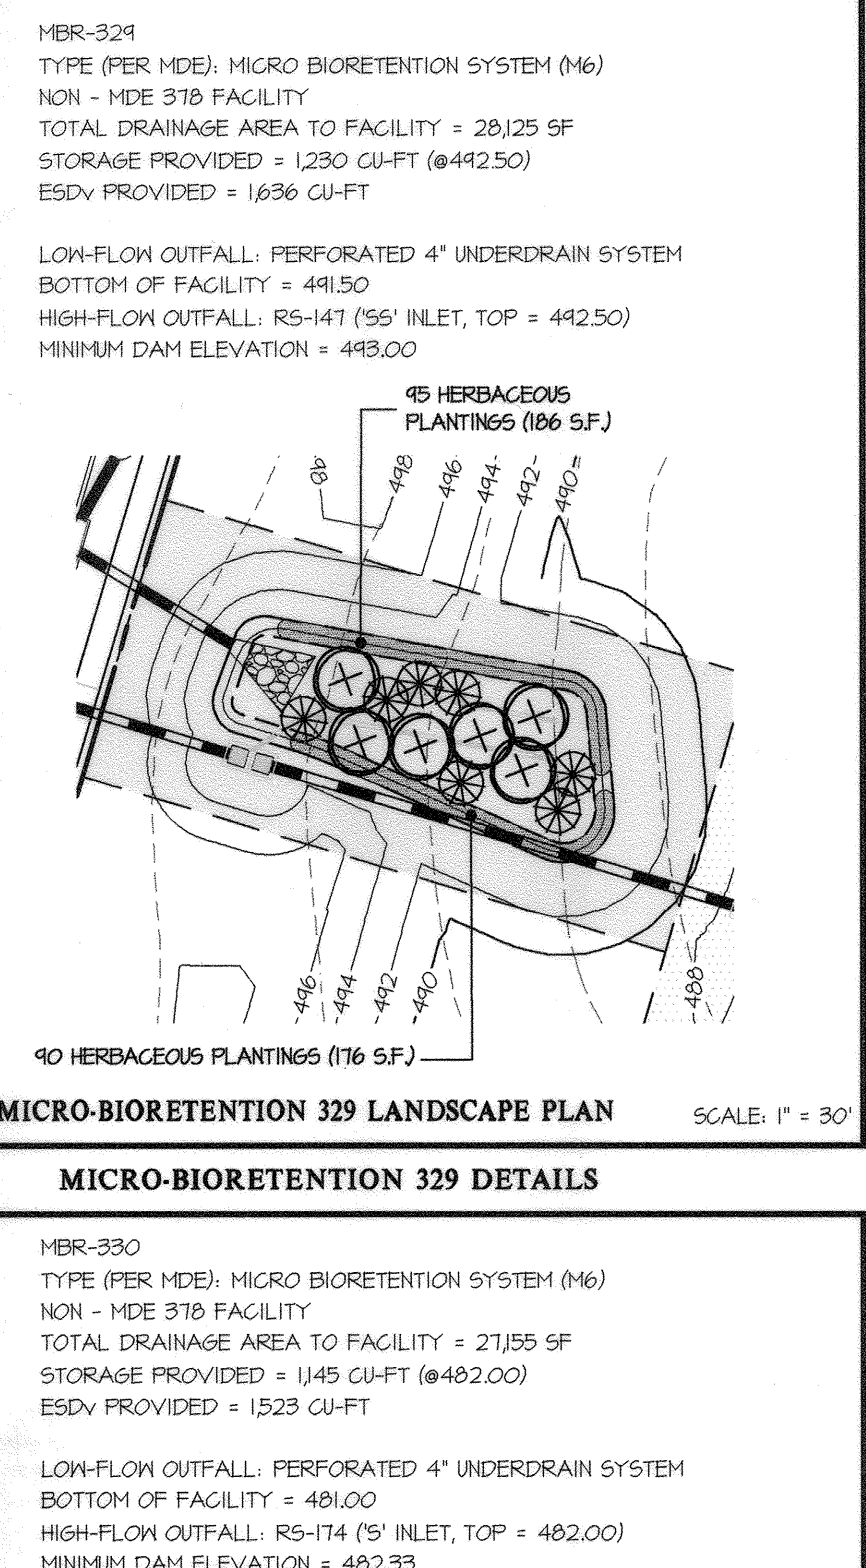 MBR-329
TYPE (PER MDE): MICRO BIORETENTION SYSTEM (M6)
NON - MDE 378 FACILITY
TOTAL DRAINAGE AREA TO FACILITY = 28,125 SF
STORAGE PROVIDED = 1,230 CU-FT (@492.50)
ESDv PROVIDED = 1,636 CU-FT
LOW-FLOW OUTFALL: PERFORATED 4" UNDERDRAIN SYSTEM
BOTTOM OF FACILITY = 491.50
HIGH-FLOW OUTFALL: RS-147 ('SS' INLET, TOP = 492.50)
MINIMUM DAM ELEVATION = 493.00
95 HERBACEOUS
PLANTINGS (186 S.F.)
98
498
496
494
492
490
496
494
492
490
488
90 HERBACEOUS PLANTINGS (176 S.F.)
MICRO-BIORETENTION 329 LANDSCAPE PLAN
SCALE: 1" = 30'
MICRO-BIORETENTION 329 DETAILS
MBR-330
TYPE (PER MDE): MICRO BIORETENTION SYSTEM (M6)
NON - MDE 378 FACILITY
TOTAL DRAINAGE AREA TO FACILITY = 27,155 SF
STORAGE PROVIDED = 1,145 CU-FT (@482.00)
ESDv PROVIDED = 1,523 CU-FT
LOW-FLOW OUTFALL: PERFORATED 4" UNDERDRAIN SYSTEM
BOTTOM OF FACILITY = 481.00
HIGH-FLOW OUTFALL: RS-174 ('S' INLET, TOP = 482.00)
MINIMUM DAM ELEVATION = 482.33